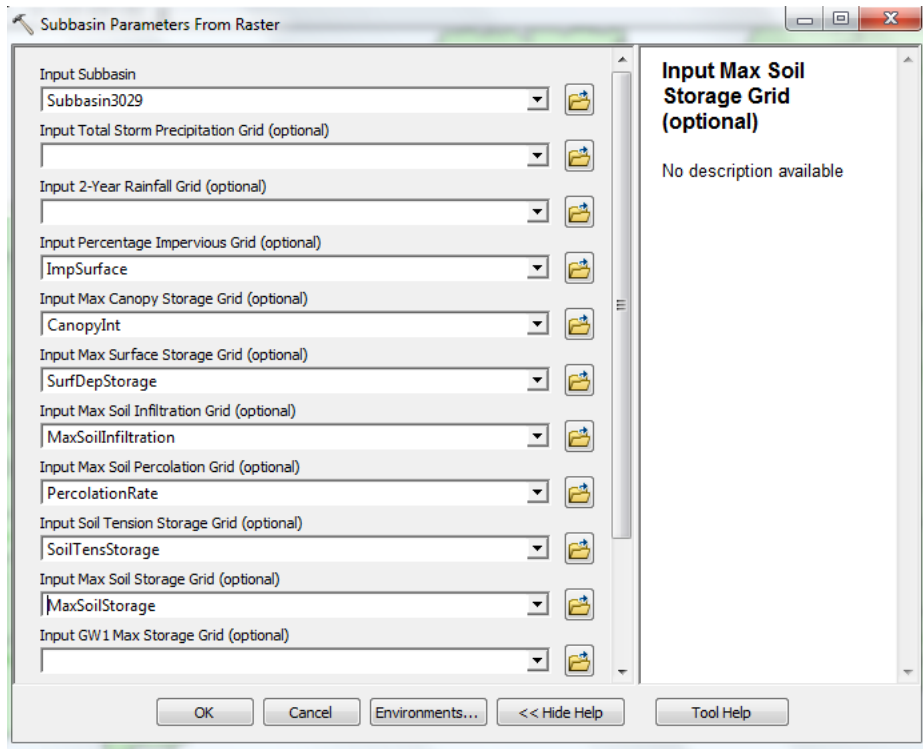 Subbasin Parameters From Raster
Input Subbasin
Subbasin3029
Input Total Storm Precipitation Grid (optional)
Input 2-Year Rainfall Grid (optional)
Input Percentage Impervious Grid (optional)
ImpSurface
Input Max Canopy Storage Grid (optional)
CanopyInt
Input Max Surface Storage Grid (optional)
SurfDepStorage
Input Max Soil Infiltration Grid (optional)
MaxSoilInfiltration
Input Max Soil Percolation Grid (optional)
PercolationRate
Input Soil Tension Storage Grid (optional)
SoilTensStorage
Input Max Soil Storage Grid (optional)
MaxSoilStorage
Input GW1 Max Storage Grid (optional)
Input Max Soil
Storage Grid
(optional)
No description available
OK
Cancel
Environments...
<< Hide Help
Tool Help